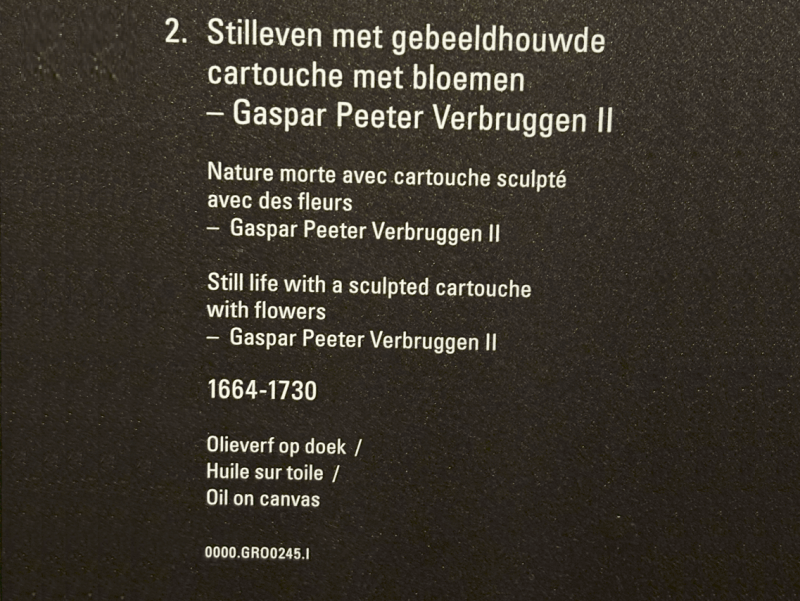 2. Stilleven met gebeeldhouwde
cartouche met bloemen
– Gaspar Peeter Verbruggen II
Nature morte avec cartouche sculpté
avec des fleurs
– Gaspar Peeter Verbruggen II
Still life with a sculpted cartouche
with flowers
– Gaspar Peeter Verbruggen II
1664-1730
Olieverf op doek /
Huile sur toile /
Oil on canvas
0000.GRO0245.I